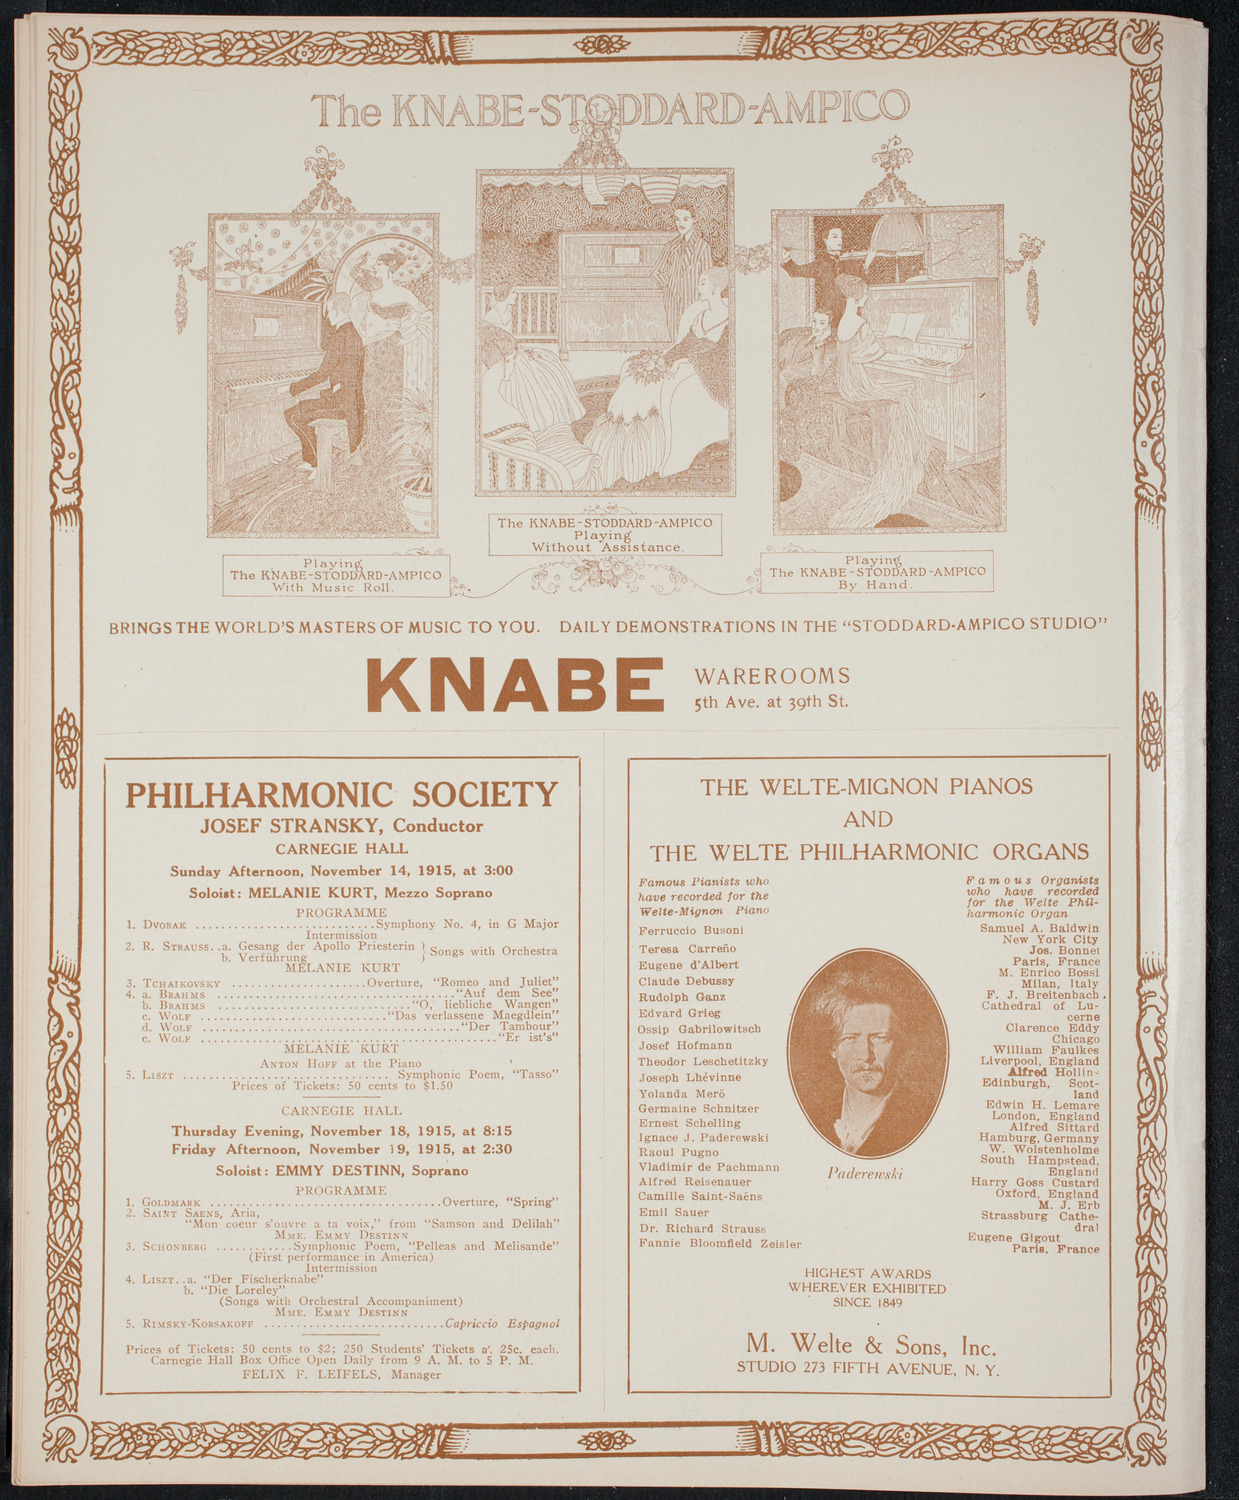 The KNABE-STODDARD-AMPICO
The KNABE-STODDARD-AMPICO
Playing
Without Assistance.
Playing
The KNABE-STODDARD-AMPICO
With Music Roll.
Playing
The KNABE-STODDARD-AMPICO
By Hand.
BRINGS THE WORLD'S MASTERS OF MUSIC TO YOU. DAILY DEMONSTRATIONS IN THE "STODDARD-AMPICO STUDIO"
KNABE
WAREROOMS
5th Ave. at 39th St.
PHILHARMONIC SOCIETY
JOSEF STRANSKY, Conductor
CARNEGIE HALL
Sunday Afternoon, November 14, 1915, at 3:00
Soloist: MELANIE KURT, Mezzo Soprano
PROGRAMME
1. DVORAK ........................... Symphony No. 4, in G Major
Intermission
2. R. STRAUSS..a. Gesang der Apollo Priesterin } Songs with Orchestra
b. Verführung
MELANIE KURT
3. TCHAIKOVSKY ....................Overture, "Romeo and Juliet"
4. a. BRAHMS ...................................."Auf dem See"
b. BRAHMS .............................."O, liebliche Wangen"
c. WOLF ............................"Das verlassene Maegdlein"
d. WOLF ......................................."Der Tambour"
e. WOLF ............................................."Er ist's"
MELANIE KURT
ANTON HOFF at the Piano
5. LISZT ............................... Symphonic Poem, "Tasso"
Prices of Tickets: 50 cents to $1.50
CARNEGIE HALL
Thursday Evening, November 18, 1915, at 8:15
Friday Afternoon, November 19, 1915, at 2:30
Soloist: EMMY DESTINN, Soprano
PROGRAMME
1. GOLDMARK ...................................Overture, "Spring"
2. SAINT SAENS, Aria,
"Mon coeur s'ouvre a ta voix," from "Samson and Delilah"
MME. EMMY DESTINN
3. SCHONBERG ............Symphonic Poem, "Pelleas and Melisande"
(First performance in America)
Intermission
4. LISZT..a. "Der Fischerknabe"
b. "Die Loreley"
(Songs with Orchestral Accompaniment)
MME. EMMY DESTINN
5. RIMSKY-KORSAKOFF ...........................Capriccio Espagnol
Prices of Tickets: 50 cents to $2; 250 Students' Tickets a. 25c. each.
Carnegie Hall Box Office Open Daily from 9 A. M. to 5 P. M.
FELIX F. LEIFELS, Manager
THE WELTE-MIGNON PIANOS
AND
THE WELTE PHILHARMONIC ORGANS
Famous Pianists who
have recorded for the
Welte-Mignon Piano
Ferruccio Busoni
Teresa Carreño
Eugene d'Albert
Claude Debussy
Rudolph Ganz
Edvard Grieg
Ossip Gabrilowitsch
Josef Hofmann
Theodor Leschetitzky
Joseph Lhévinne
Yolanda Merö
Germaine Schnitzer
Ernest Schelling
Ignace J. Paderewski
Raoul Pugno
Vladimir de Pachmann
Alfred Reisenauer
Camille Saint-Saëns
Emil Sauer
Dr. Richard Strauss
Fannie Bloomfield Zeisler
Paderewski
Famous Organists
who have recorded
for the Welte Phil-
harmonic Organ
Samuel A. Baldwin
New York City
Jos. Bonnet
Paris, France
M. Enrico Bossi
Milan, Italy
F. J. Breitenbach,
Cathedral of Lu-
cerne
Clarence Eddy
Chicago
William Faulkes
Liverpool, England
Alfred Hollins
Edinburgh, Scot-
land
Edwin H. Lemare
London, England
Alfred Sittard
Hamburg, Germany
W. Wolstenholme
South Hampstead,
England
Harry Goss Custard
Oxford, England
M. J. Erb
Strassburg Cathe-
dral
Eugene Gigout
Paris, France
HIGHEST AWARDS
WHEREVER EXHIBITED
SINCE 1849
M. Welte & Sons, Inc.
STUDIO 273 FIFTH AVENUE, N. Y.